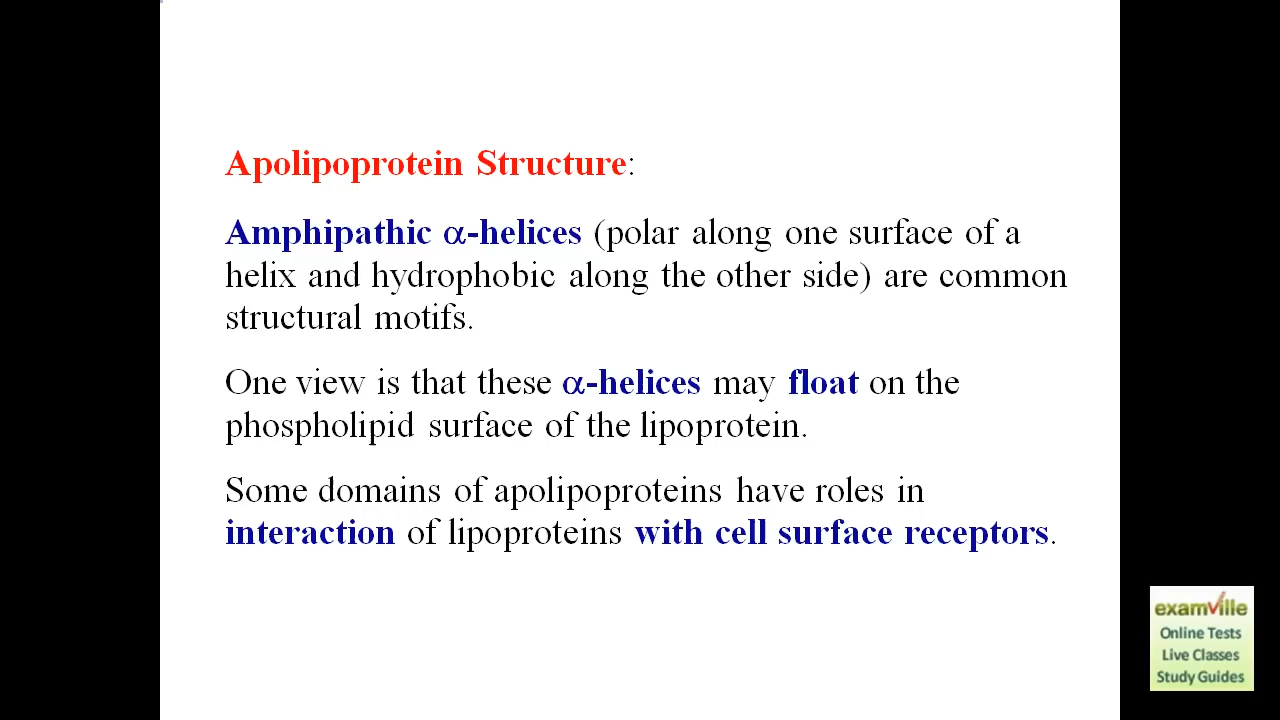 Apolipoprotein Structure:
Amphipathic α-helices (polar along one surface of a
helix and hydrophobic along the other side) are common
structural motifs.
One view is that these α-helices may float on the
phospholipid surface of the lipoprotein.
Some domains of apolipoproteins have roles in
interaction of lipoproteins with cell surface receptors.
examville
Online Tests
Live Classes
Study Guides